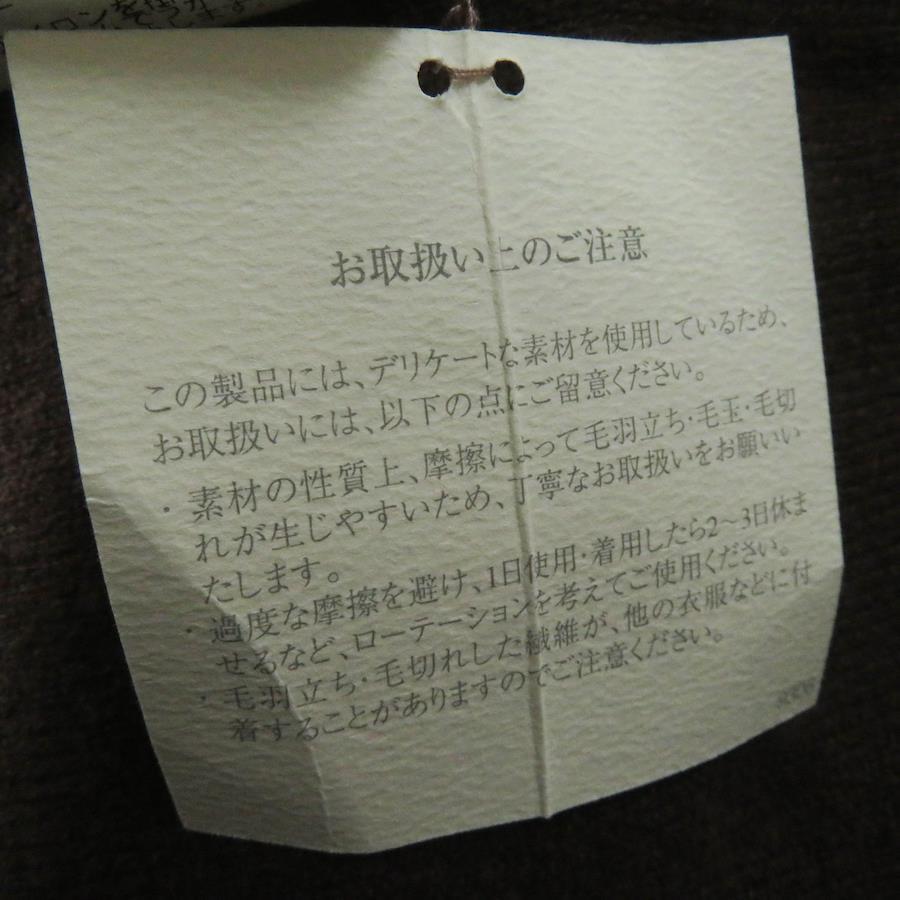 お取扱い上のご注意
この製品には、デリケートな素材を使用しているため、
お取扱いには、以下の点にご留意ください。
・素材の性質上、摩擦によって毛羽立ち・毛玉・毛切
れが生じやすいため、丁寧なお取扱いをお願いい
たします。
・過度な摩擦を避け、1日使用・着用したら2～3日休ま
せるなど、ローテーションを考えてご使用ください。
・毛羽立ち・毛切れした繊維が、他の衣服などに付
着することがありますのでご注意ください。